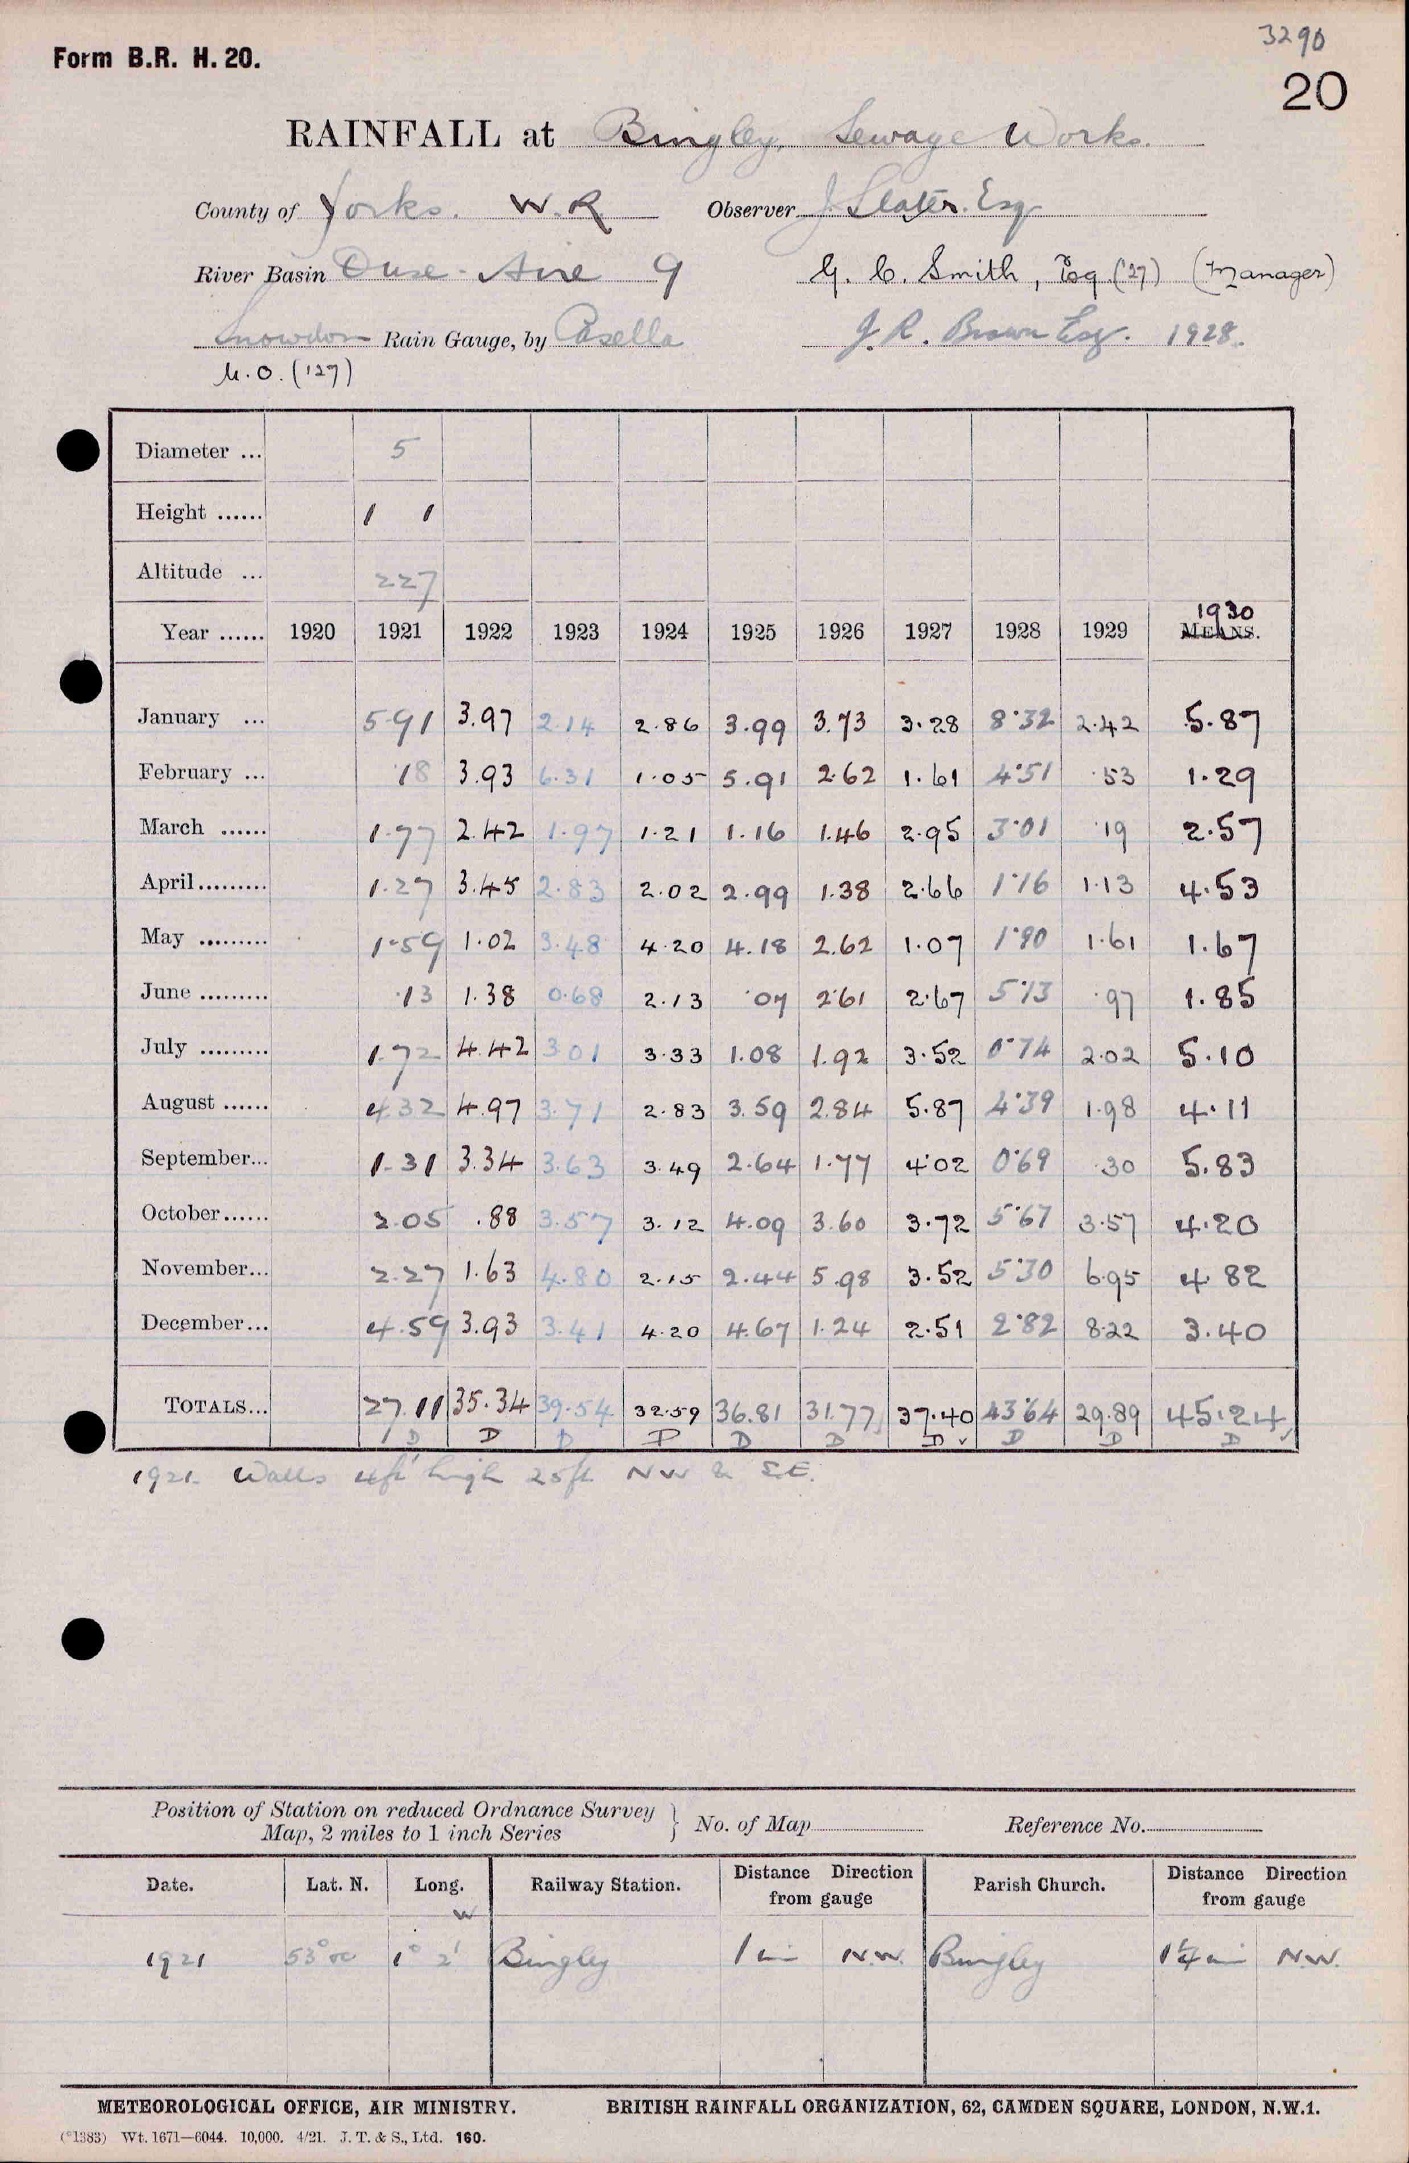 3290
Form B.R. H. 20.
20
RAINFALL at Bingley, Sewage Works.
County of Yorks. W.R. Observer J. Slater. Esq
River Basin Ouse - Aire 9 G. C. Smith, Esq ('27) (Manager)
Snowdon Rain Gauge, by Casella J. R. Brown Esq. 1928.
M.O. ('27)
Diameter ... 5
Height ...... 1 1
Altitude ... 227
1930
Year ...... 1920 1921 1922 1923 1924 1925 1926 1927 1928 1929 MEANS.
January ... 5.91 3.97 2.14 2.86 3.99 3.73 3.28 8.32 2.42 5.87
February ... .18 3.93 6.31 1.05 5.91 2.62 1.61 4.51 .53 1.29
March ...... 1.77 2.42 1.97 1.21 1.16 1.46 2.95 3.01 .19 2.57
April......... 1.27 3.45 2.83 2.02 2.99 1.38 2.66 1.16 1.13 4.53
May ......... 1.59 1.02 3.48 4.20 4.18 2.62 1.07 1.90 1.61 1.67
June ......... .13 1.38 0.68 2.13 .07 2.61 2.67 5.13 .97 1.85
July ......... 1.72 4.42 3.01 3.33 1.08 1.92 3.52 0.74 2.02 5.10
August ...... 4.32 4.97 3.71 2.83 3.59 2.84 5.87 4.39 1.98 4.11
September... 1.31 3.34 3.63 3.49 2.64 1.77 4.02 0.69 .30 5.83
October...... 2.05 .88 3.57 3.12 4.09 3.60 3.72 5.67 3.57 4.20
November... 2.27 1.63 4.80 2.15 2.44 5.98 3.52 5.30 6.95 4.82
December... 4.59 3.93 3.41 4.20 4.67 1.24 2.51 2.82 8.22 3.40
TOTALS... 27.11 35.34 39.54 32.59 36.81 31.77 37.40 43.64 29.89 45.24
D D D D D D D D D D
1921 Walls 4ft high 25ft NW & S.E.
Position of Station on reduced Ordnance Survey
Map, 2 miles to 1 inch Series } No. of Map Reference No.
Date. Lat. N. Long. Railway Station. Distance Direction Parish Church. Distance Direction
from gauge from gauge
W
1921 53° 1° 2' Bingley 1 mi N.W. Bingley 1¼ mi N.W.
METEOROLOGICAL OFFICE, AIR MINISTRY. BRITISH RAINFALL ORGANIZATION, 62, CAMDEN SQUARE, LONDON, N.W.1.
(*1383) Wt. 1671—6044. 10,000. 4/21. J. T. & S., Ltd. 160.